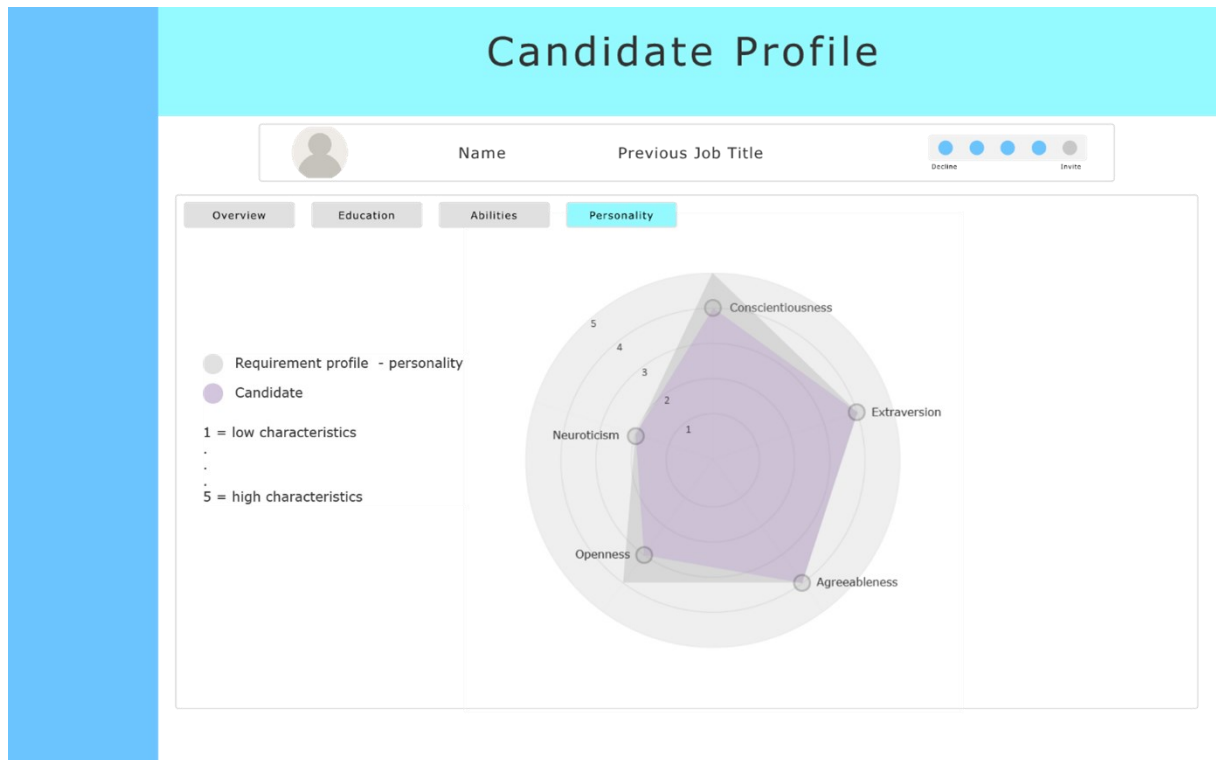 Candidate Profile
Name Previous Job Title
Decline Invite
Overview Education Abilities Personality
Requirement profile - personality
Candidate
1 = low characteristics
.
.
.
5 = high characteristics
5
4
3
2
1
Conscientiousness
Extraversion
Neuroticism
Openness
Agreeableness